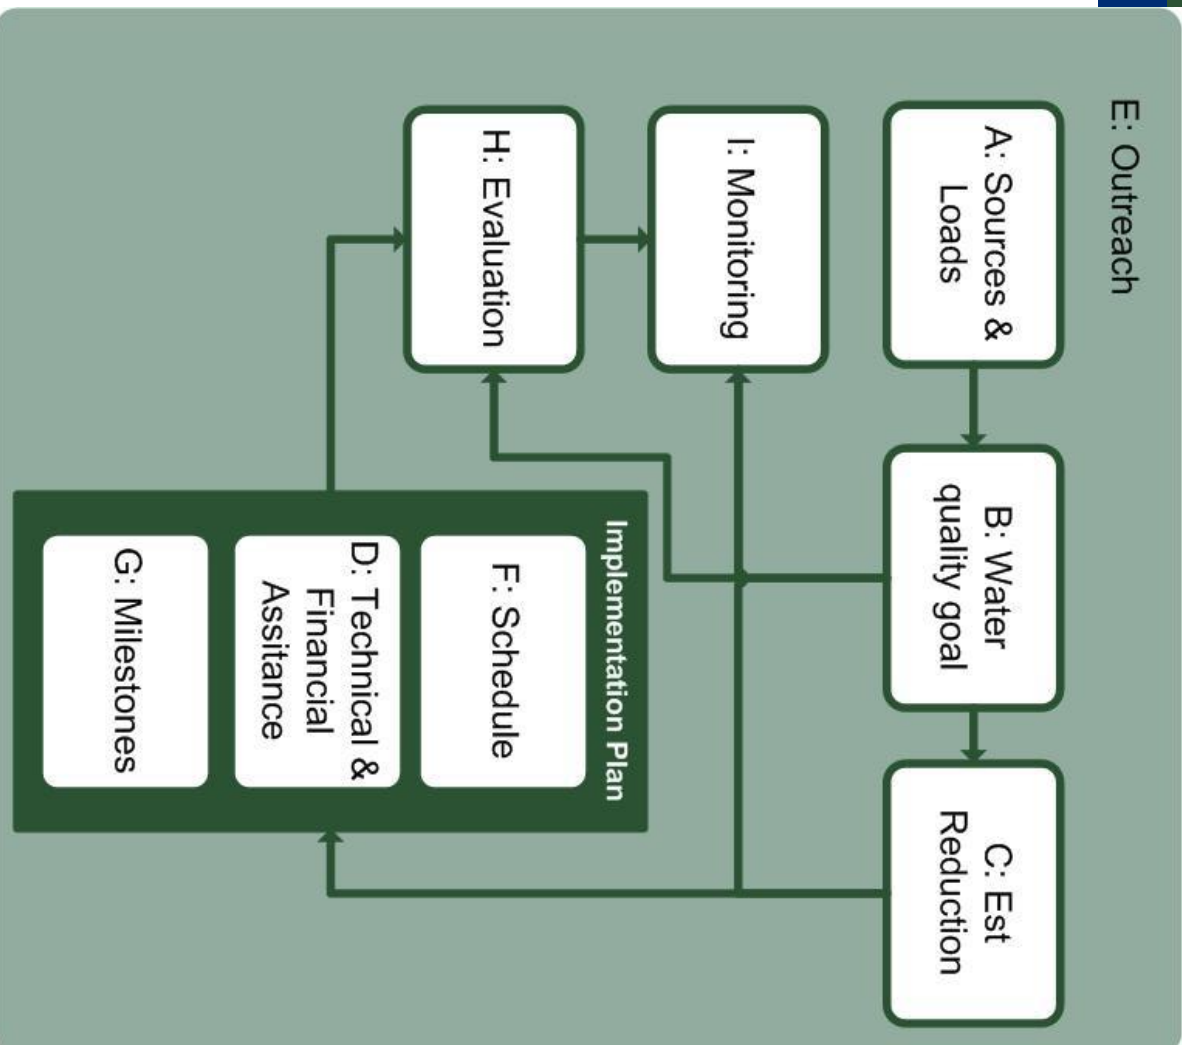 E: Outreach
A: Sources &
Loads
B: Water
quality goal
C: Est
Reduction
I: Monitoring
H: Evaluation
Implementation Plan
F: Schedule
D: Technical &
Financial
Assitance
G: Milestones